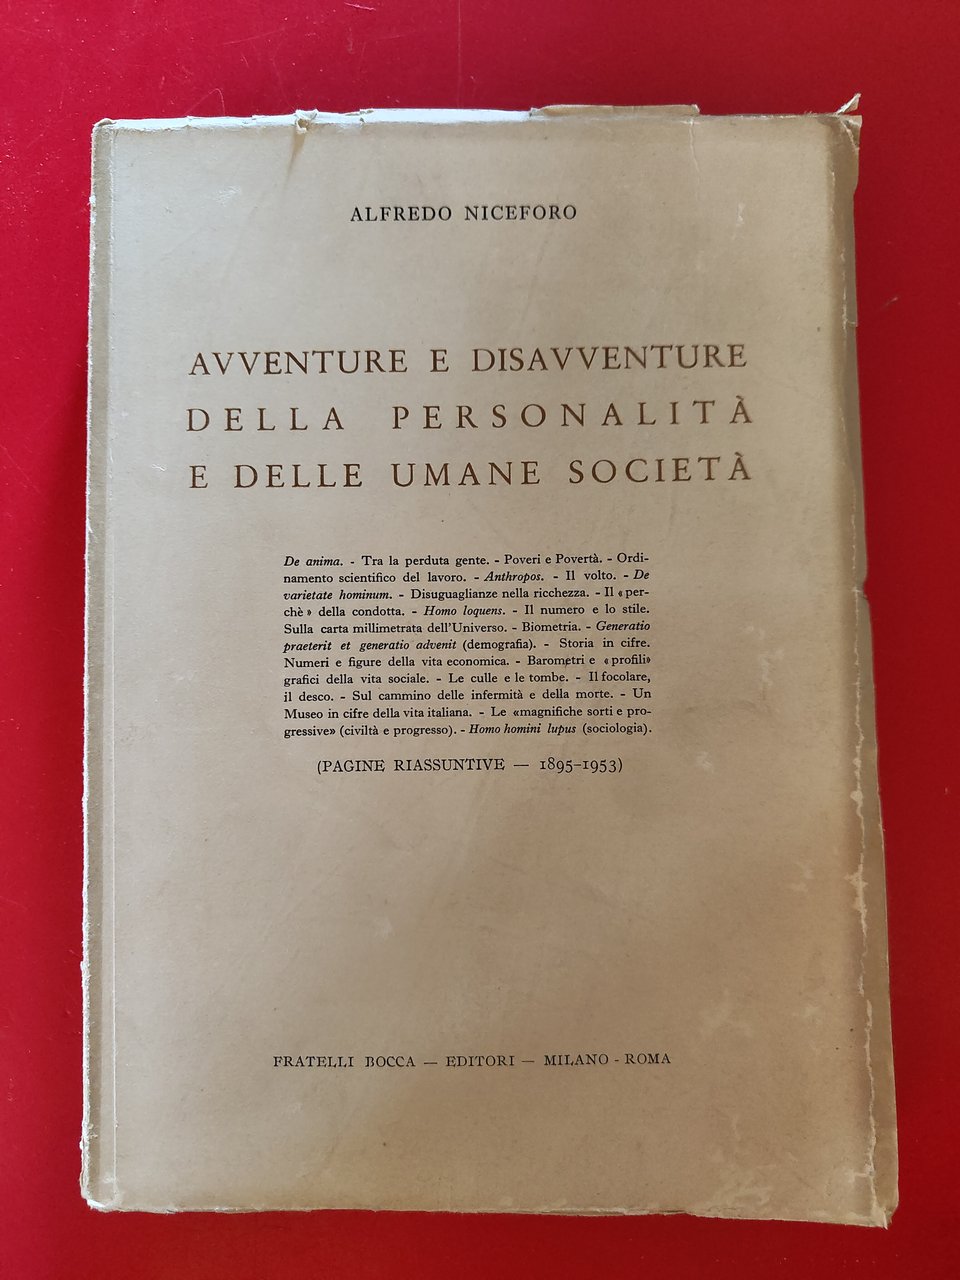 ALFREDO NICEFORO
AVVENTURE E DISAVVENTURE
DELLA PERSONALITÀ
E DELLE UMANE SOCIETÀ
De anima. - Tra la perduta gente. - Poveri e Povertà. - Ordi-
namento scientifico del lavoro. - Anthropos. - Il volto. - De
varietate hominum. - Disuguaglianze nella ricchezza. - Il «per-
chè» della condotta. - Homo loquens. - Il numero e lo stile.
Sulla carta millimetrata dell'Universo. - Biometria. - Generatio
praeterit et generatio advenit (demografia). - Storia in cifre.
Numeri e figure della vita economica. - Barometri e «profili»
grafici della vita sociale. - Le culle e le tombe. - Il focolare,
il desco. - Sul cammino delle infermità e della morte. - Un
Museo in cifre della vita italiana. - Le «magnifiche sorti e pro-
gressive» (civiltà e progresso). - Homo homini lupus (sociologia).
(PAGINE RIASSUNTIVE — 1895-1953)
FRATELLI BOCCA — EDITORI — MILANO - ROMA